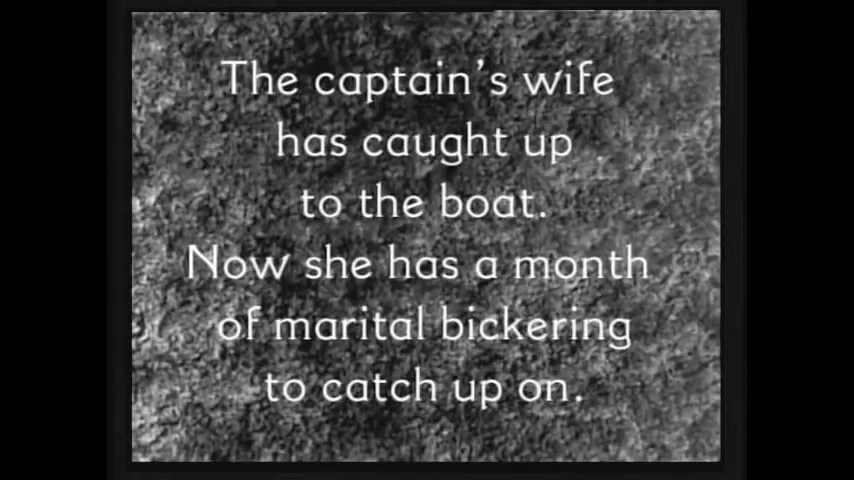 The captain's wife
has caught up
to the boat.
Now she has a month
of marital bickering
to catch up on.